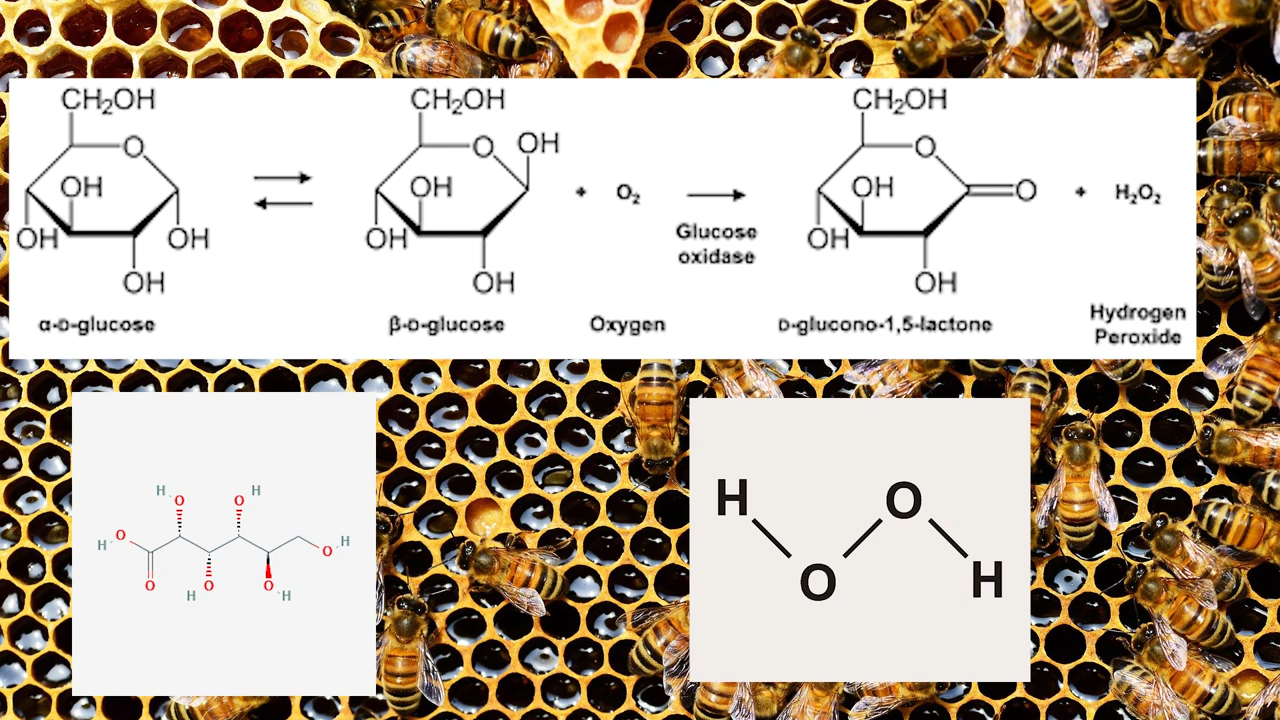 CH₂OH
O
OH
OH
OH
OH
α-D-glucose
CH₂OH
O
OH
OH
OH
OH
β-D-glucose
+
O₂
Oxygen
Glucose
oxidase
CH₂OH
O
OH
O
OH
OH
D-glucono-1,5-lactone
+
H₂O₂
Hydrogen
Peroxide
H O
O H
H O
O
O
H
O
H
O H
H O
O H